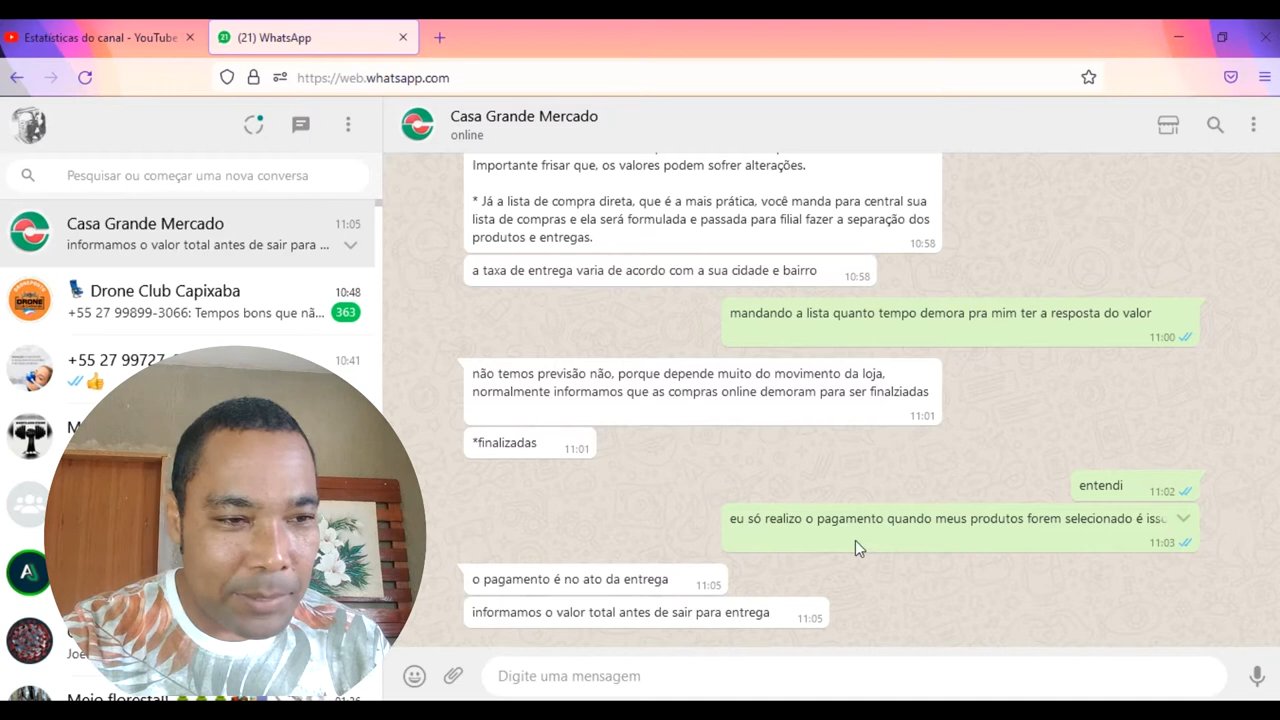 Estatísticas do canal - YouTube
(21) WhatsApp
21
https://web.whatsapp.com
Casa Grande Mercado
online
Pesquisar ou começar uma nova conversa
Casa Grande Mercado 11:05
informamos o valor total antes de sair para ...
Drone Club Capixaba 10:48
+55 27 99899-3066: Tempos bons que nã... 363
DRONE
+55 27 99727- 10:41
Importante frisar que, os valores podem sofrer alterações.
* Já a lista de compra direta, que é a mais prática, você manda para central sua
lista de compras e ela será formulada e passada para filial fazer a separação dos
produtos e entregas.
10:58
a taxa de entrega varia de acordo com a sua cidade e bairro 10:58
mandando a lista quanto tempo demora pra mim ter a resposta do valor
11:00
não temos previsão não, porque depende muito do movimento da loja,
normalmente informamos que as compras online demoram para ser finalziadas
11:01
*finalizadas 11:01
entendi 11:02
eu só realizo o pagamento quando meus produtos forem selecionado é isso
11:03
o pagamento é no ato da entrega 11:05
informamos o valor total antes de sair para entrega 11:05
Digite uma mensagem